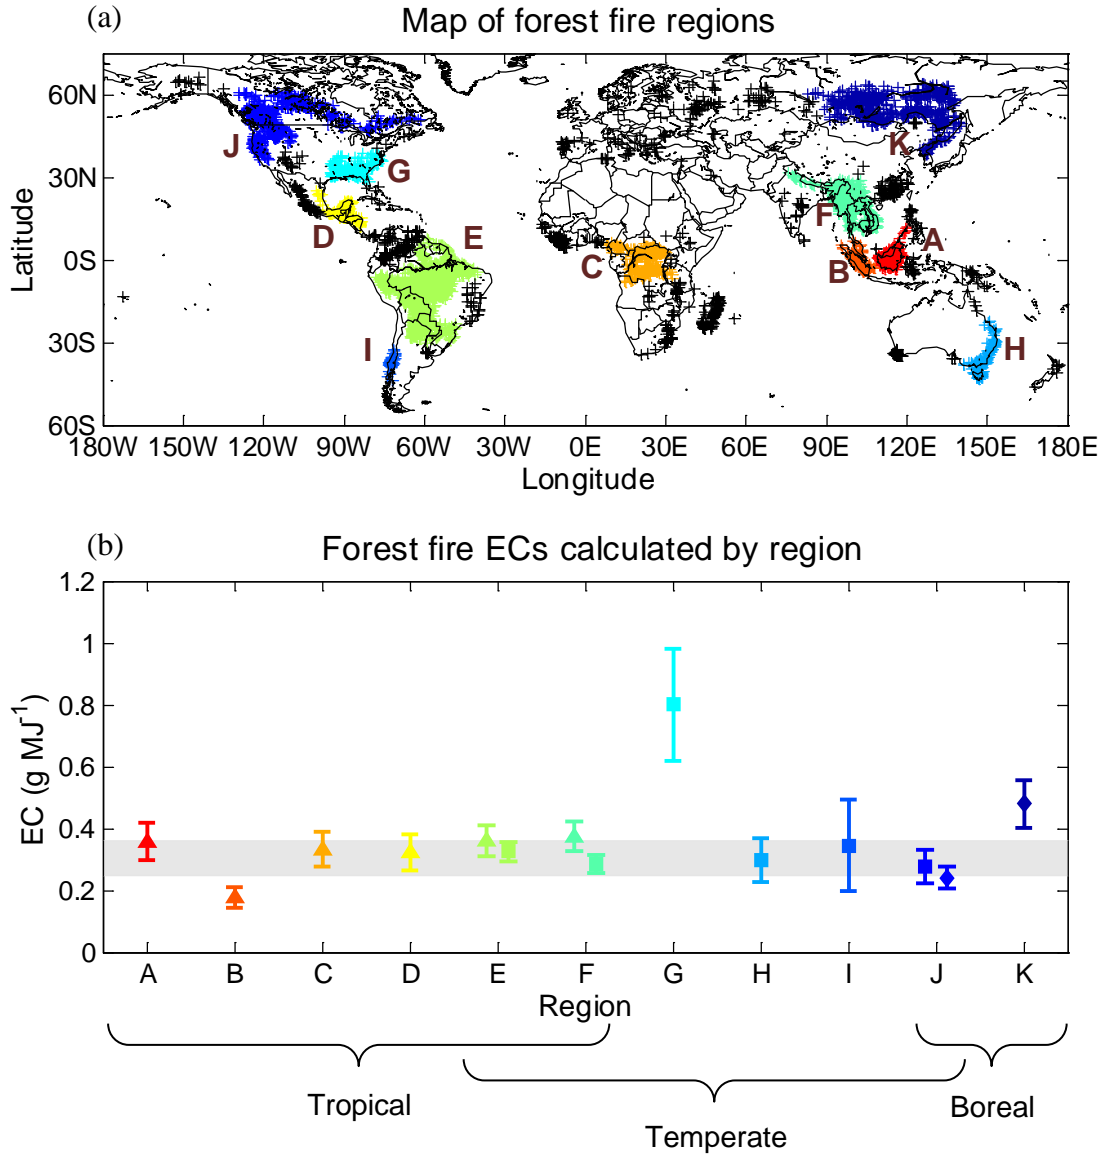 (a)
Map of forest fire regions
Latitude
60N
30N
0S
30S
60S
J
G
D
E
I
C
K
F
A
B
H
180W 150W 120W 90W 60W 30W 0E 30E 60E 90E 120E 150E 180E
Longitude
(b)
Forest fire ECs calculated by region
EC (g MJ⁻¹)
1.2
1
0.8
0.6
0.4
0.2
0
A B C D E F G H I J K
Region
Tropical
Temperate
Boreal